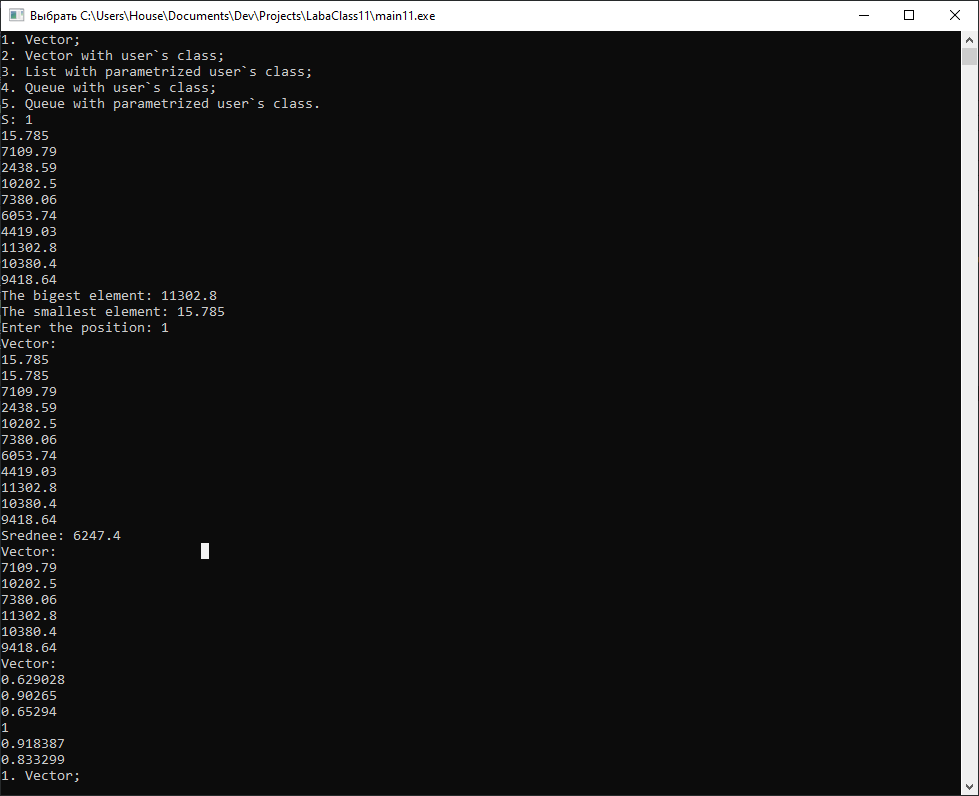 Выбрать C:\Users\House\Documents\Dev\Projects\LabaClass11\main11.exe
1. Vector;
2. Vector with user`s class;
3. List with parametrized user`s class;
4. Queue with user`s class;
5. Queue with parametrized user`s class.
S: 1
15.785
7109.79
2438.59
10202.5
7380.06
6053.74
4419.03
11302.8
10380.4
9418.64
The bigest element: 11302.8
The smallest element: 15.785
Enter the position: 1
Vector:
15.785
15.785
7109.79
2438.59
10202.5
7380.06
6053.74
4419.03
11302.8
10380.4
9418.64
Srednee: 6247.4
Vector:
7109.79
10202.5
7380.06
11302.8
10380.4
9418.64
Vector:
0.629028
0.90265
0.65294
1
0.918387
0.833299
1. Vector;